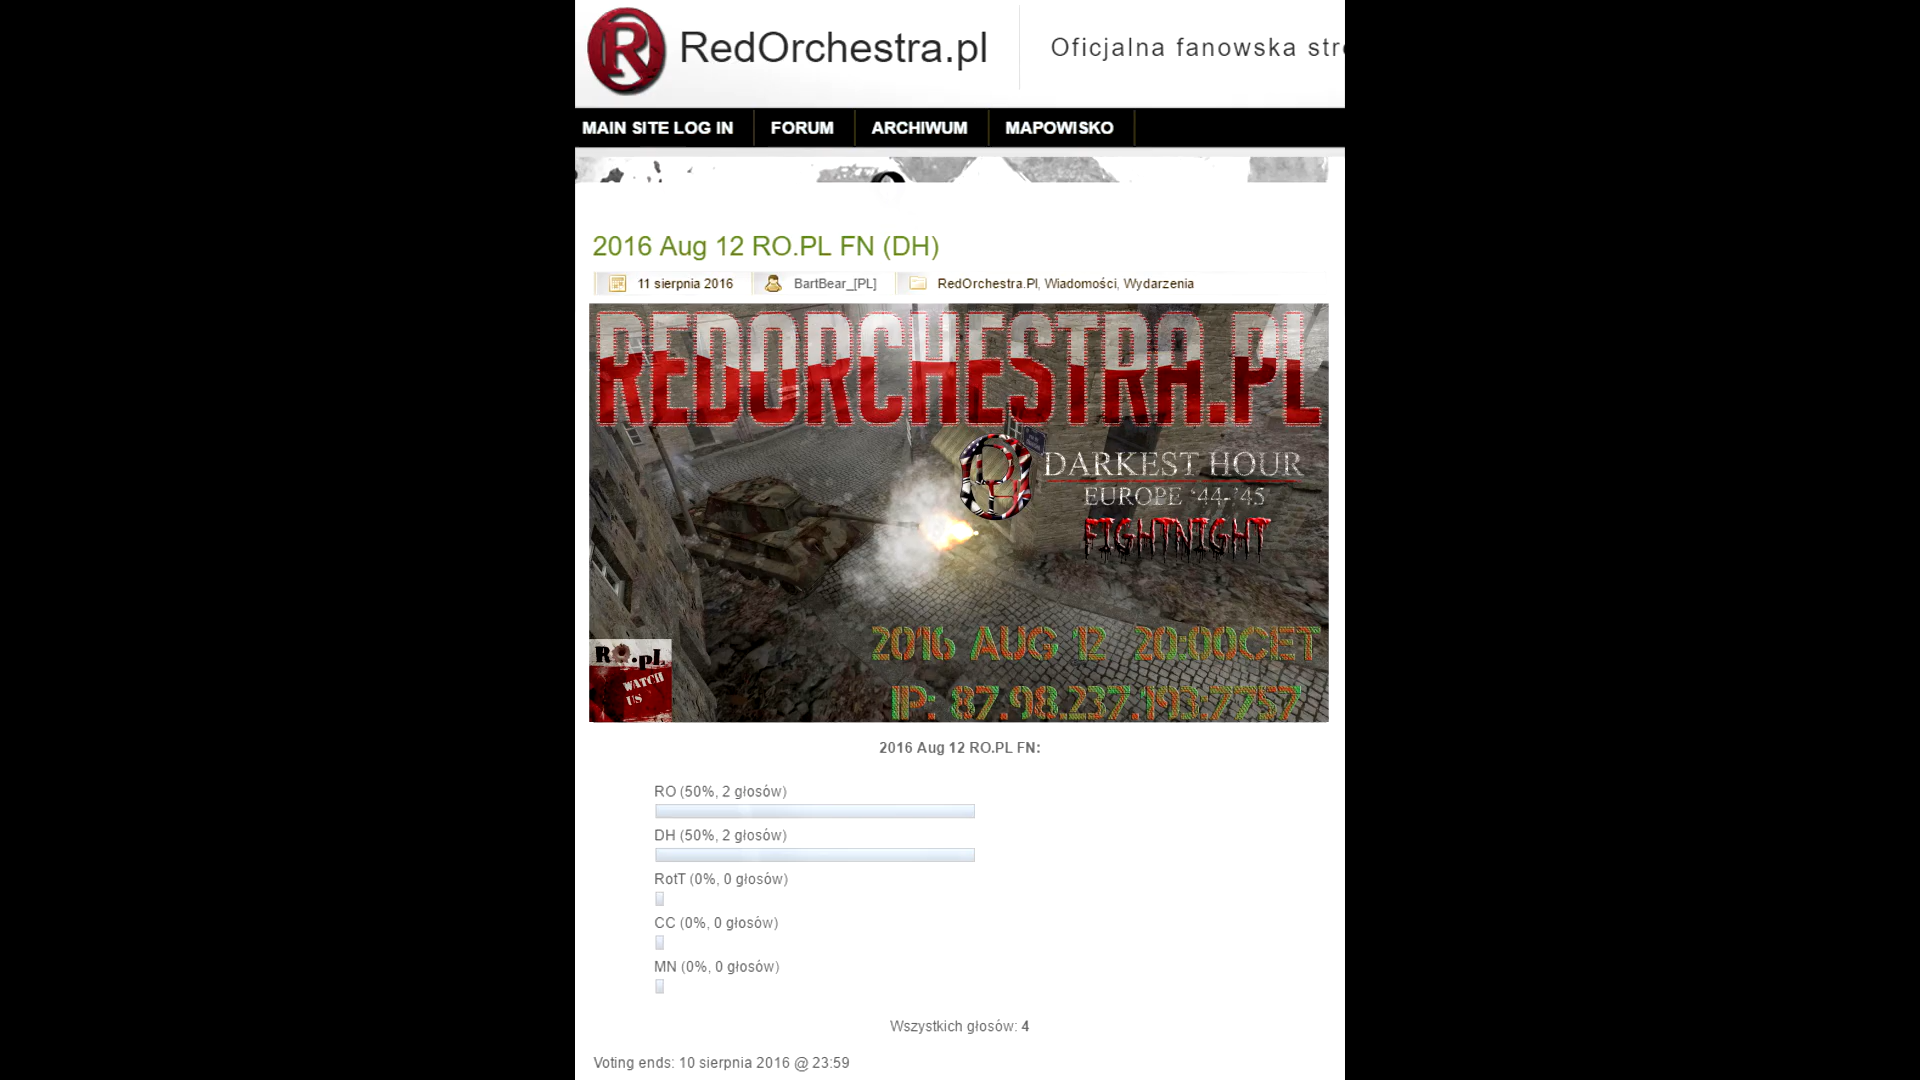 RedOrchestra.pl
Oficjalna fanowska
MAIN SITE LOG IN FORUM ARCHIWUM MAPOWISKO
2016 Aug 12 RO.PL FN (DH)
11 sierpnia 2016 BartBear_[PL] RedOrchestra.Pl, Wiadomości, Wydarzenia
REDORCHESTRA.PL
DARKEST HOUR
EUROPE '44-'45
FIGHTNIGHT
2016 AUG 12 20:00CET
IP: 87.98.237.193:7757
RO.PL
WATCH
US
2016 Aug 12 RO.PL FN:
RO (50%, 2 głosów)
DH (50%, 2 głosów)
RotT (0%, 0 głosów)
CC (0%, 0 głosów)
MN (0%, 0 głosów)
Wszystkich głosów: 4
Voting ends: 10 sierpnia 2016 @ 23:59